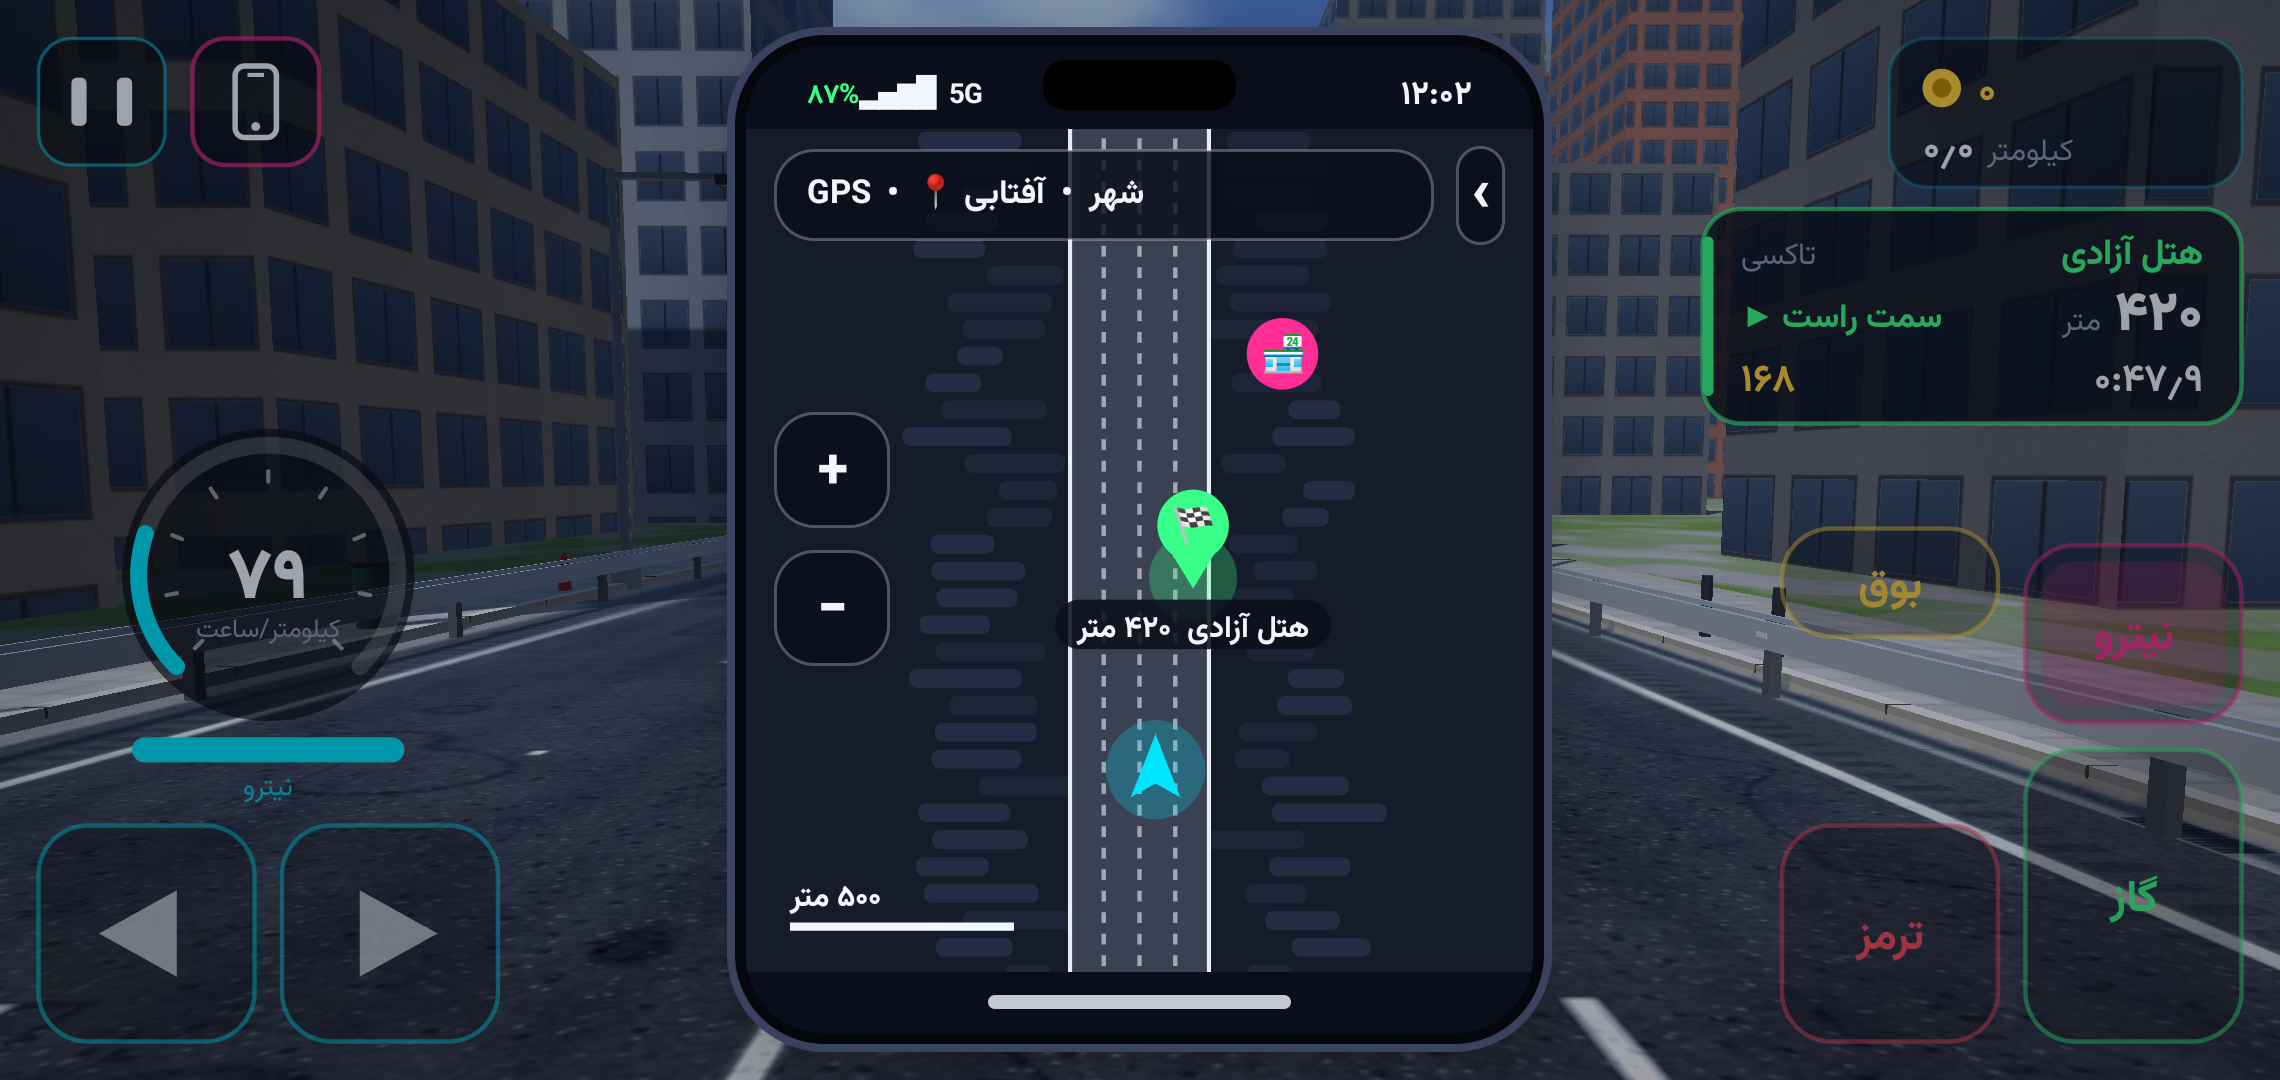 ۸۷% 5G
۱۲:۰۲
GPS • 📍 آفتابی • شهر
24
هتل آزادی ۴۲۰ متر
۵۰۰ متر
۷۹
کیلومتر/ساعت
نیترو
۰
۰٫۰ کیلومتر
هتل آزادی
تاکسی
۴۲۰ متر
سمت راست ►
۰:۴۷٫۹
۱۶۸
بوق
نیترو
گاز
ترمز